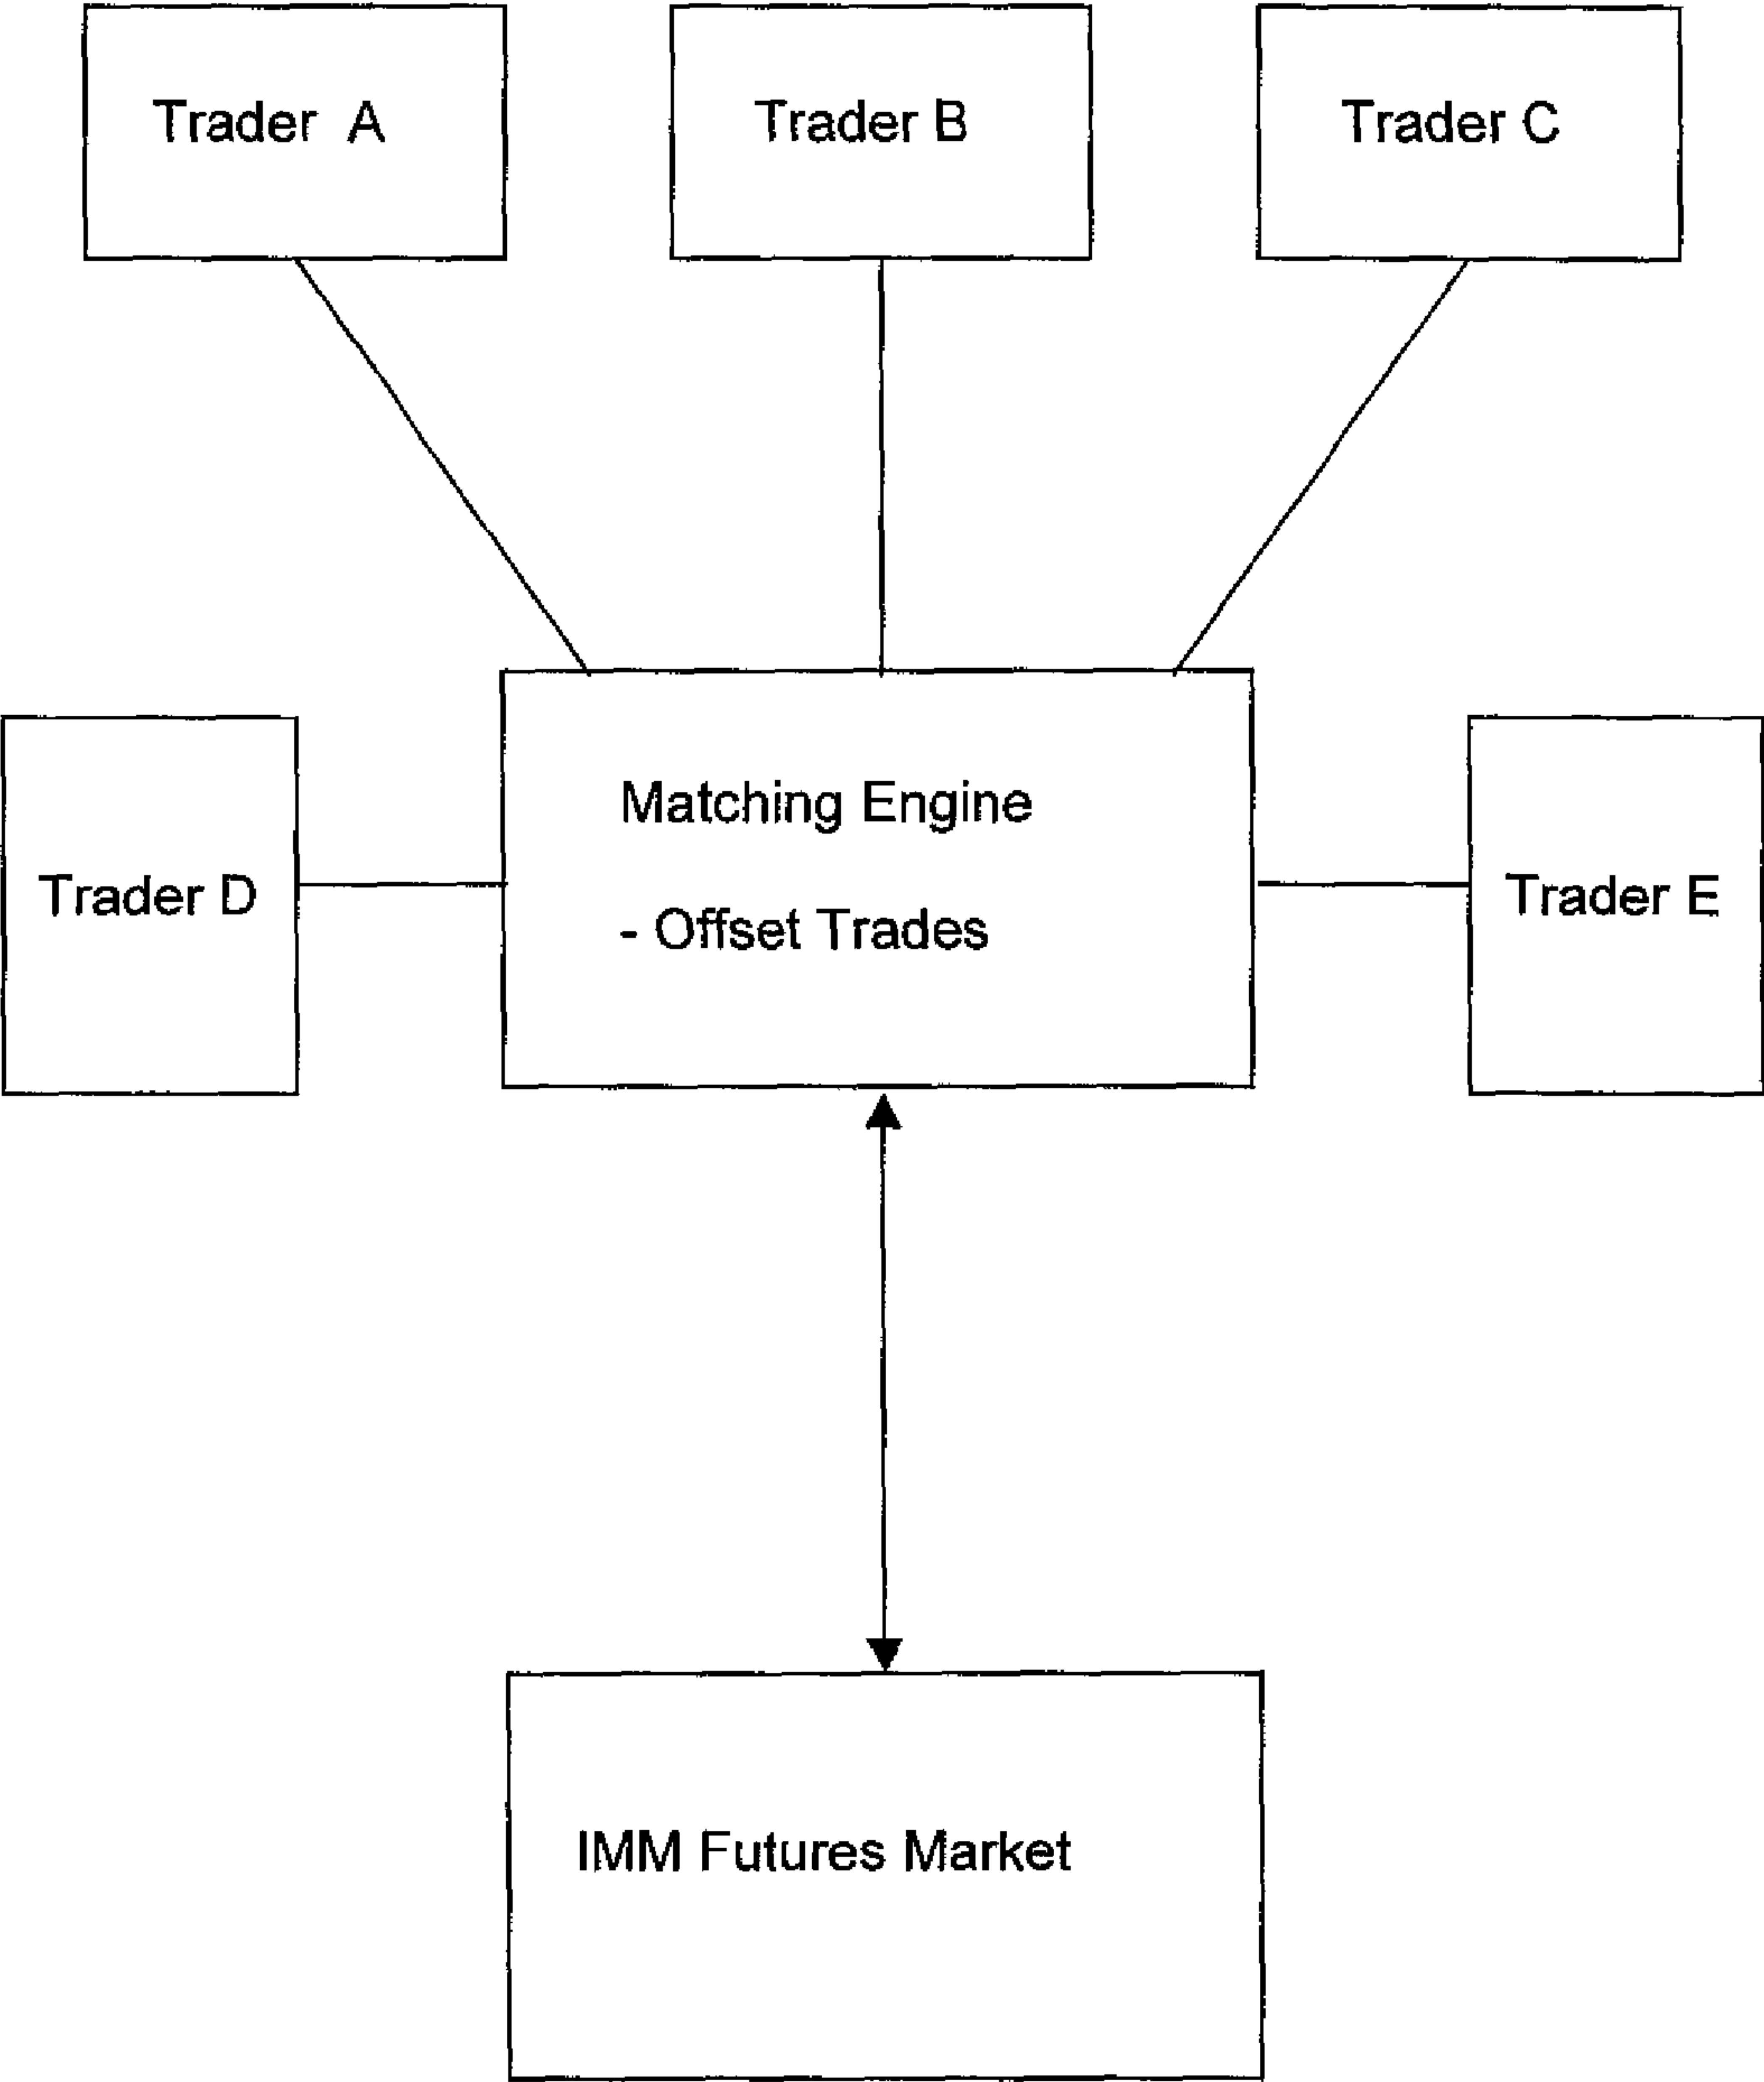 Trader A
Trader B
Trader C
Matching Engine
Trader D
Trader E
- Offset Trades
IMM Futures Market